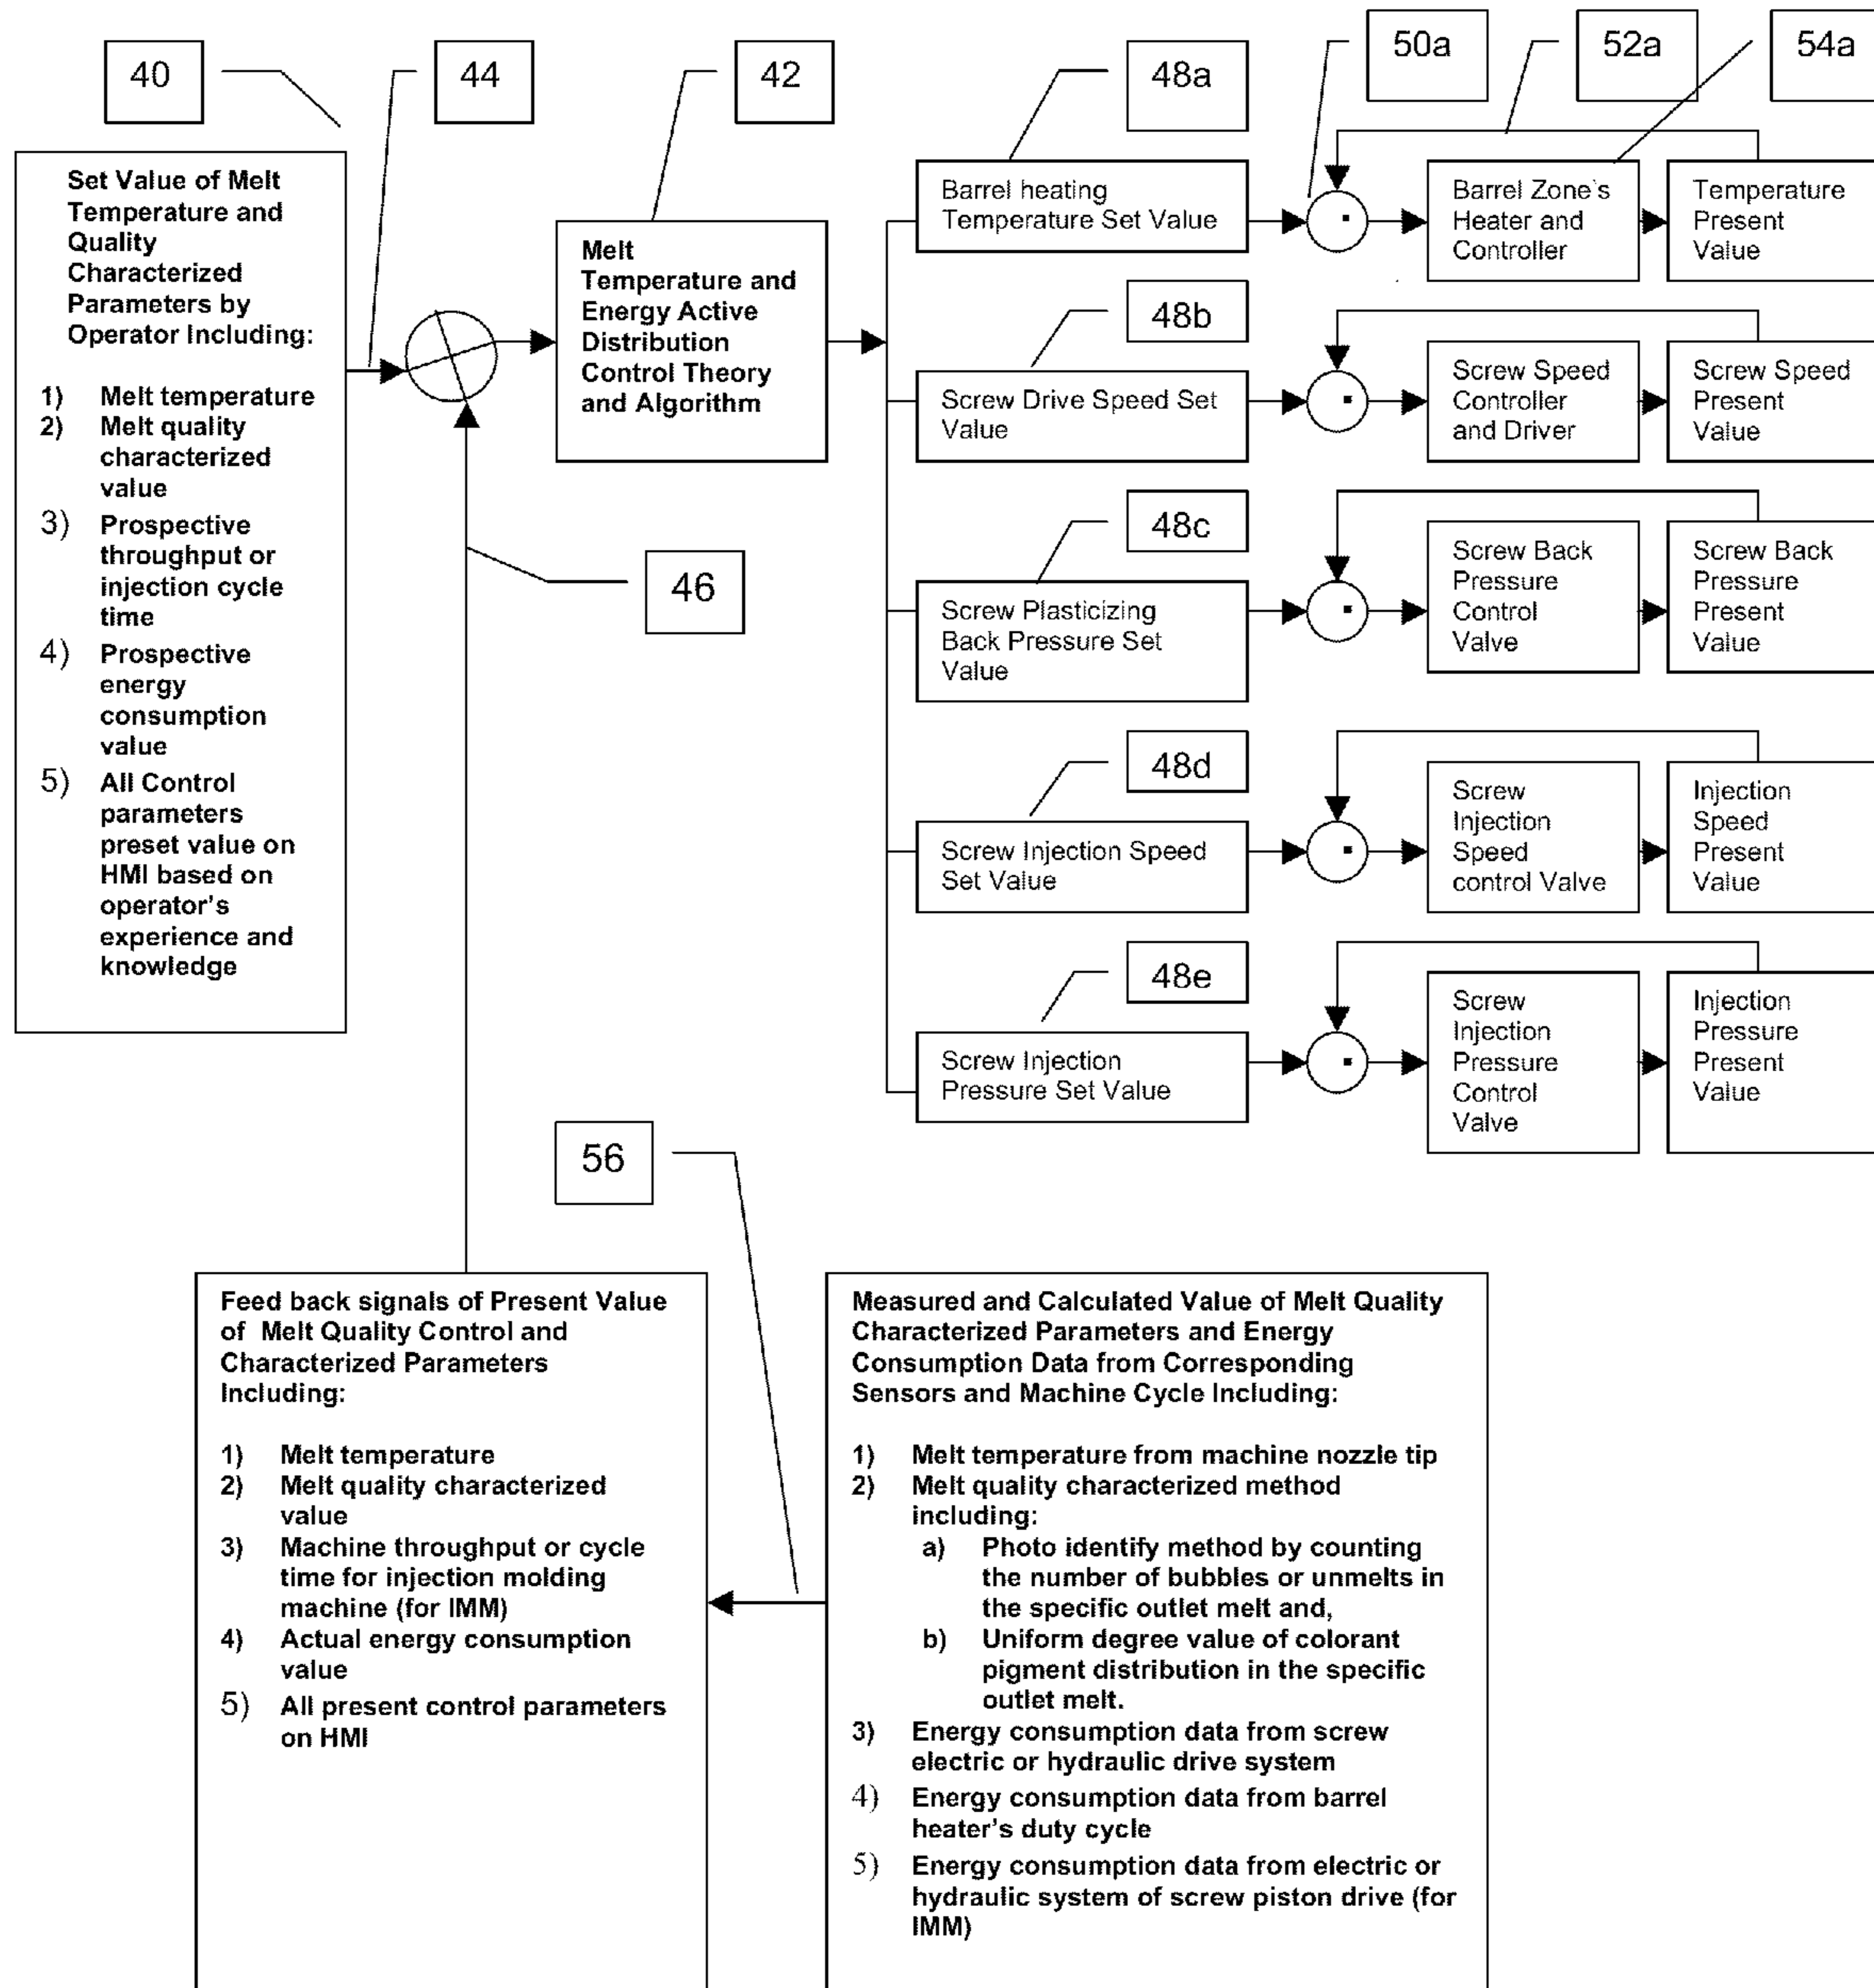 40
44
42
48a
50a
52a
54a
Set Value of Melt
Temperature and
Quality
Characterized
Parameters by
Operator Including:
1) Melt temperature
2) Melt quality
characterized
value
3) Prospective
throughput or
injection cycle
time
4) Prospective
energy
consumption
value
5) All Control
parameters
preset value on
HMI based on
operator's
experience and
knowledge
Melt
Temperature and
Energy Active
Distribution
Control Theory
and Algorithm
46
Barrel heating
Temperature Set Value
Barrel Zone's
Heater and
Controller
Temperature
Present
Value
48b
Screw Drive Speed Set
Value
Screw Speed
Controller
and Driver
Screw Speed
Present
Value
48c
Screw Plasticizing
Back Pressure Set
Value
Screw Back
Pressure
Control
Valve
Screw Back
Pressure
Present
Value
48d
Screw Injection Speed
Set Value
Screw
Injection
Speed
control Valve
Injection
Speed
Present
Value
48e
Screw Injection
Pressure Set Value
Screw
Injection
Pressure
Control
Valve
Injection
Pressure
Present
Value
56
Feed back signals of Present Value
of Melt Quality Control and
Characterized Parameters
Including:
1) Melt temperature
2) Melt quality characterized
value
3) Machine throughput or cycle
time for injection molding
machine (for IMM)
4) Actual energy consumption
value
5) All present control parameters
on HMI
Measured and Calculated Value of Melt Quality
Characterized Parameters and Energy
Consumption Data from Corresponding
Sensors and Machine Cycle Including:
1) Melt temperature from machine nozzle tip
2) Melt quality characterized method
including:
a) Photo identify method by counting
the number of bubbles or unmelts in
the specific outlet melt and,
b) Uniform degree value of colorant
pigment distribution in the specific
outlet melt.
3) Energy consumption data from screw
electric or hydraulic drive system
4) Energy consumption data from barrel
heater's duty cycle
5) Energy consumption data from electric or
hydraulic system of screw piston drive (for
IMM)